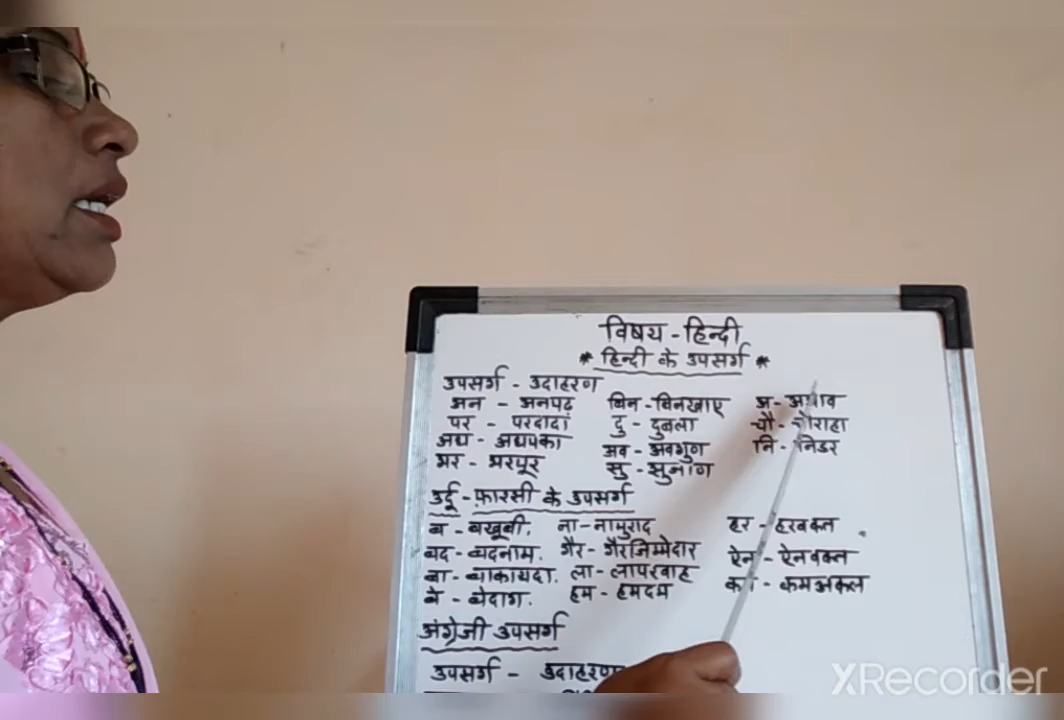 विषय - हिन्दी
* हिन्दी के उपसर्ग *
उपसर्ग - उदाहरण
अन - अनपढ़ बिन - बिनखाए अ - अभाव
पर - परदादा दु - दुबला चौ - चौराहा
अध - अधपका अव - अवगुण नि - निडर
भर - भरपूर सु - सुजाण
उर्दू - फ़ारसी के उपसर्ग
ब - बखूबी. ना - नामुराद हर - हरवक्त
बद - बदनाम. गैर - गैरजिम्मेदार ऐन - ऐनवक्त
बा - बाकायदा. ला - लापरवाह कम - कमअक्ल
बे - बेदाग. हम - हमदम
अंग्रेजी उपसर्ग
उपसर्ग - उदाहरण
XRecorder